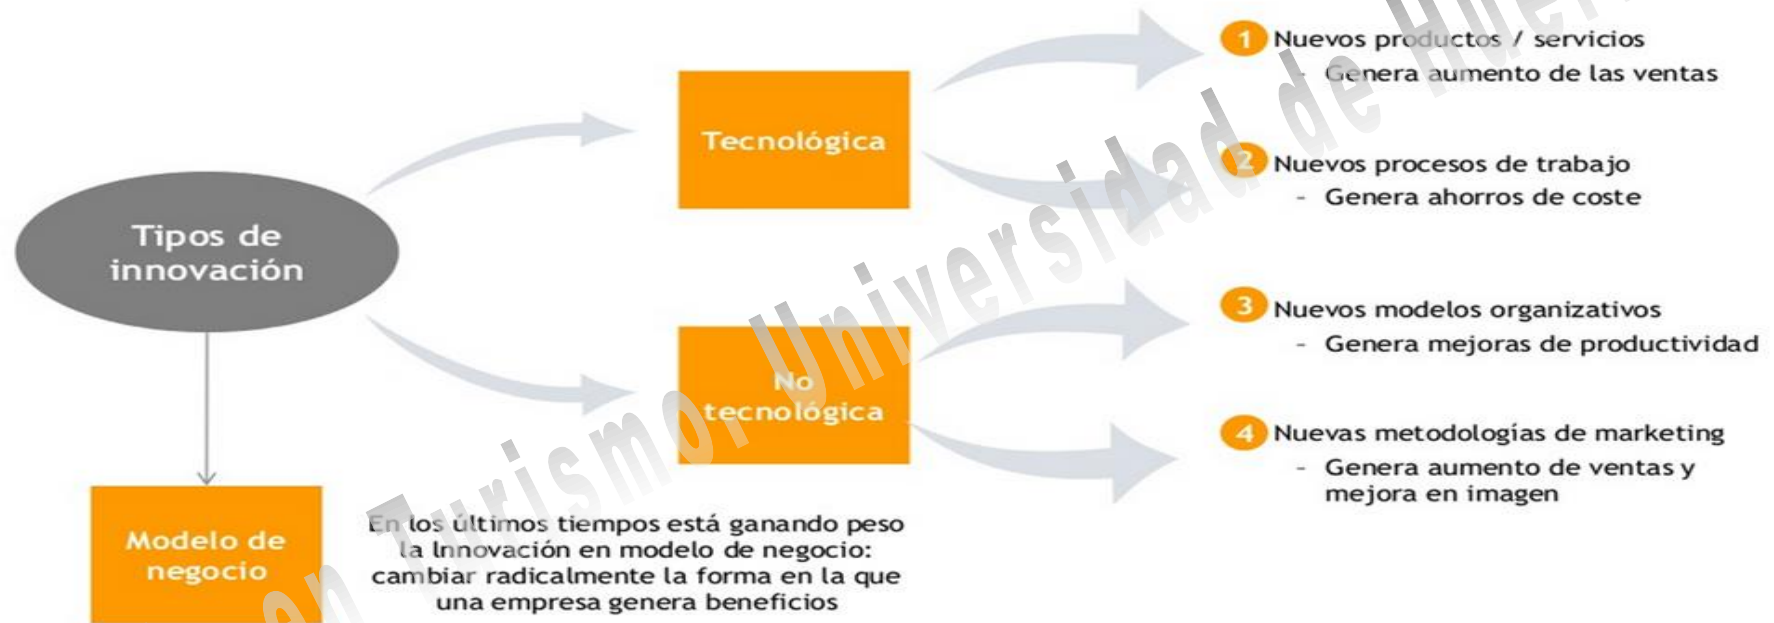 Tipos de
innovación
Tecnológica
1 Nuevos productos / servicios
- Genera aumento de las ventas
2 Nuevos procesos de trabajo
- Genera ahorros de coste
No
tecnológica
3 Nuevos modelos organizativos
- Genera mejoras de productividad
4 Nuevas metodologías de marketing
- Genera aumento de ventas y
mejora en imagen
Modelo de
negocio
En los últimos tiempos está ganando peso
la Innovación en modelo de negocio:
cambiar radicalmente la forma en la que
una empresa genera beneficios
en Turismo. Universidad de